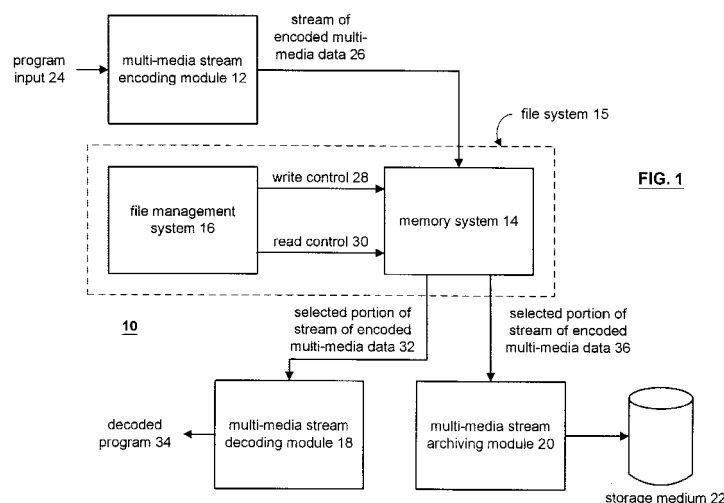 stream of
encoded multi-
media data 26
program
input 24
multi-media stream
encoding module 12
file system 15
FIG. 1
write control 28
file management
system 16
memory system 14
read control 30
10
selected portion of
stream of encoded
multi-media data 32
selected portion of
stream of encoded
multi-media data 36
decoded
program 34
multi-media stream
decoding module 18
multi-media stream
archiving module 20
storage medium 22